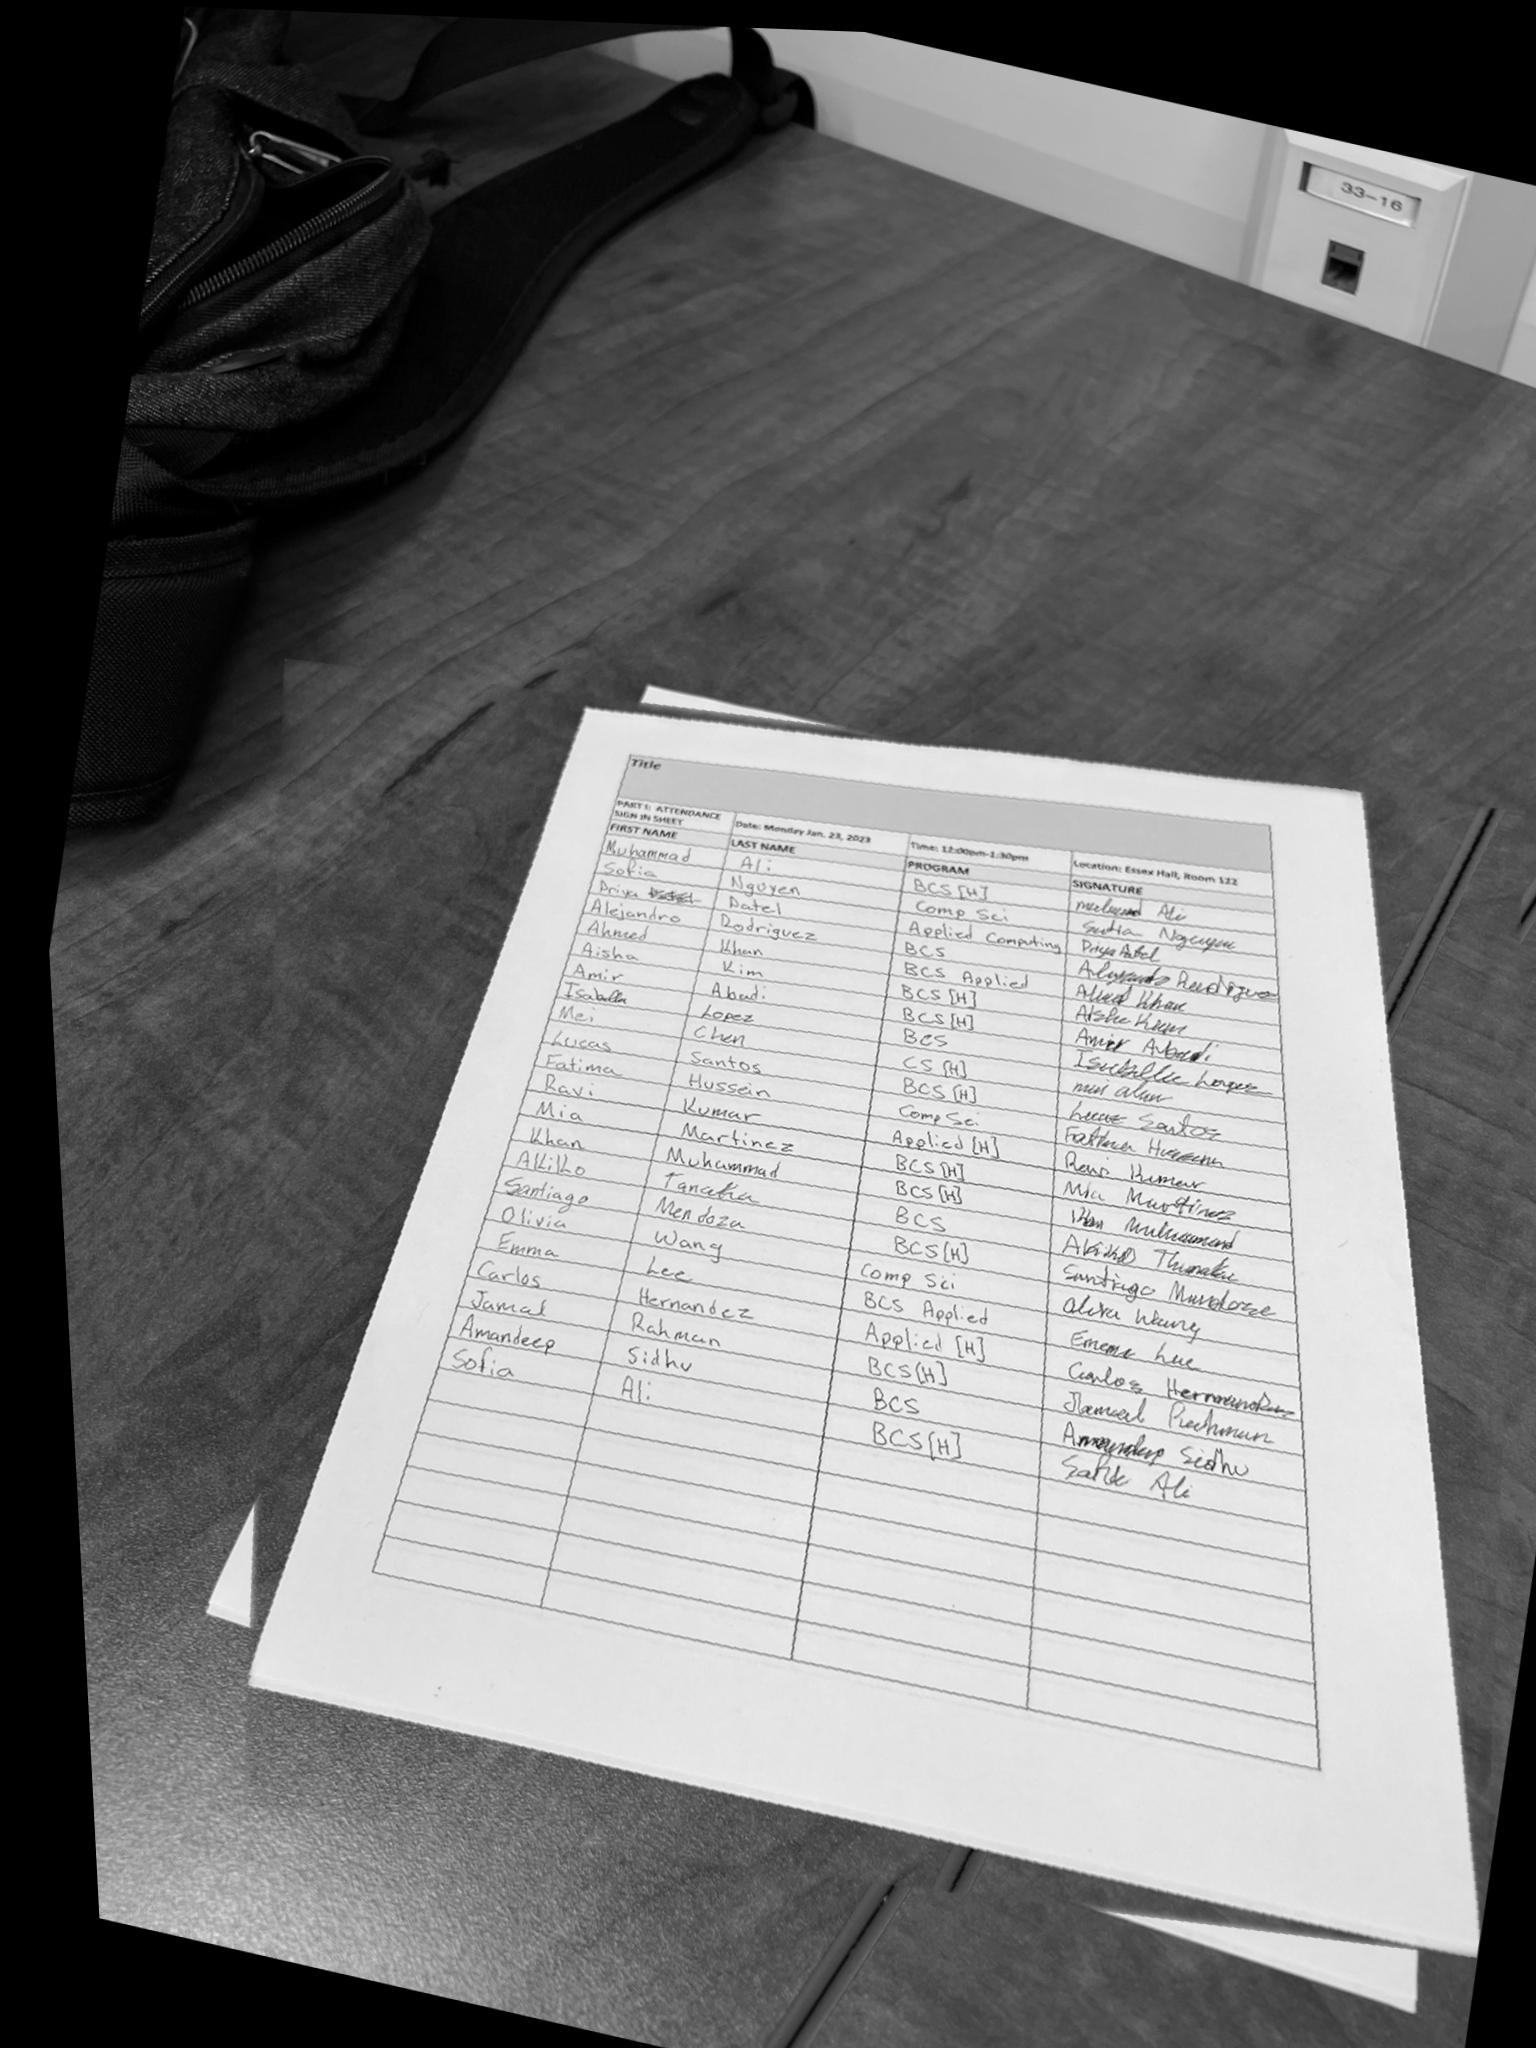 33-16
Title
PART I: ATTENDANCE SIGN IN SHEET Date: Monday Jan. 23, 2023 Time: 12:00pm-1:30pm Location: Essex Hall, Room 122
FIRST NAME LAST NAME PROGRAM SIGNATURE
Muhammad Ali BCS [H] Ali
Sofia Nguyen Comp Sci Sofia Nguyen
Priya Patel Applied Computing Priya Patel
Alejandro Rodriguez BCS Alejandro Rodriguez
Ahmed Khan BCS Applied Ahmed Khan
Aisha Kim BCS [H] Aisha Kim
Amir Abadi BCS [H] Amir Abadi
Isabella Lopez BCS Isabella Lopez
Mei Chen CS [H] mei chen
Lucas Santos BCS [H] Lucas Santos
Fatima Hussein Comp Sci Fatima Hussein
Ravi Kumar Applied [H] Ravi Kumar
Mia Martinez BCS [H] Mia Martinez
Khan Muhammad BCS [H] Khan Muhammad
Akiko Tanaka BCS Akiko Tanaka
Santiago Mendoza BCS [H] Santiago Mendoza
Olivia Wang Comp Sci Olivia Wang
Emma Lee BCS Applied Emma Lee
Carlos Hernandez Applied [H] Carlos Hernandez
Jamal Rahman BCS [H] Jamal Rahman
Amandeep Sidhu BCS Amandeep Sidhu
Sofia Ali BCS [H] Sofia Ali